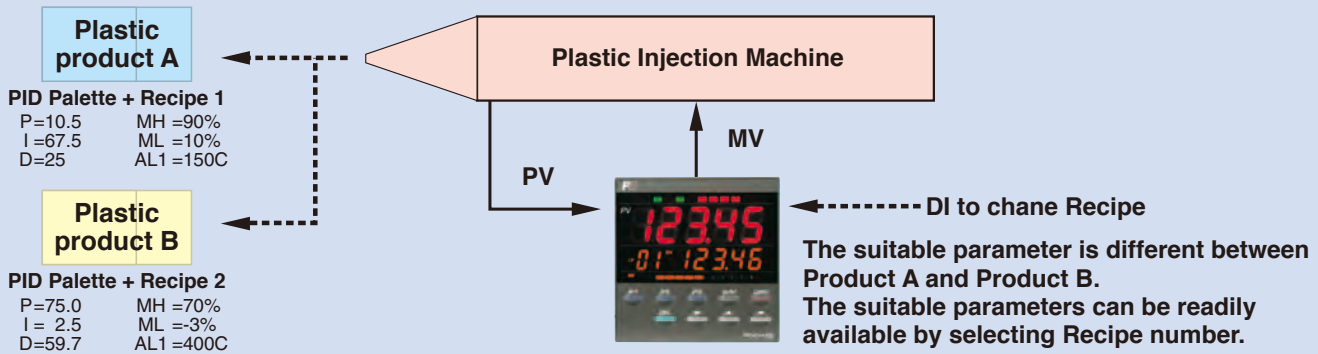 Plastic
product A
PID Palette + Recipe 1
P=10.5 MH =90%
I =67.5 ML =10%
D=25 AL1 =150C
Plastic
product B
PID Palette + Recipe 2
P=75.0 MH =70%
I = 2.5 ML =-3%
D=59.7 AL1 =400C
Plastic Injection Machine
PV
MV
PV
123.45
-01- 123.46
DI to chane Recipe
The suitable parameter is different between
Product A and Product B.
The suitable parameters can be readily
available by selecting Recipe number.